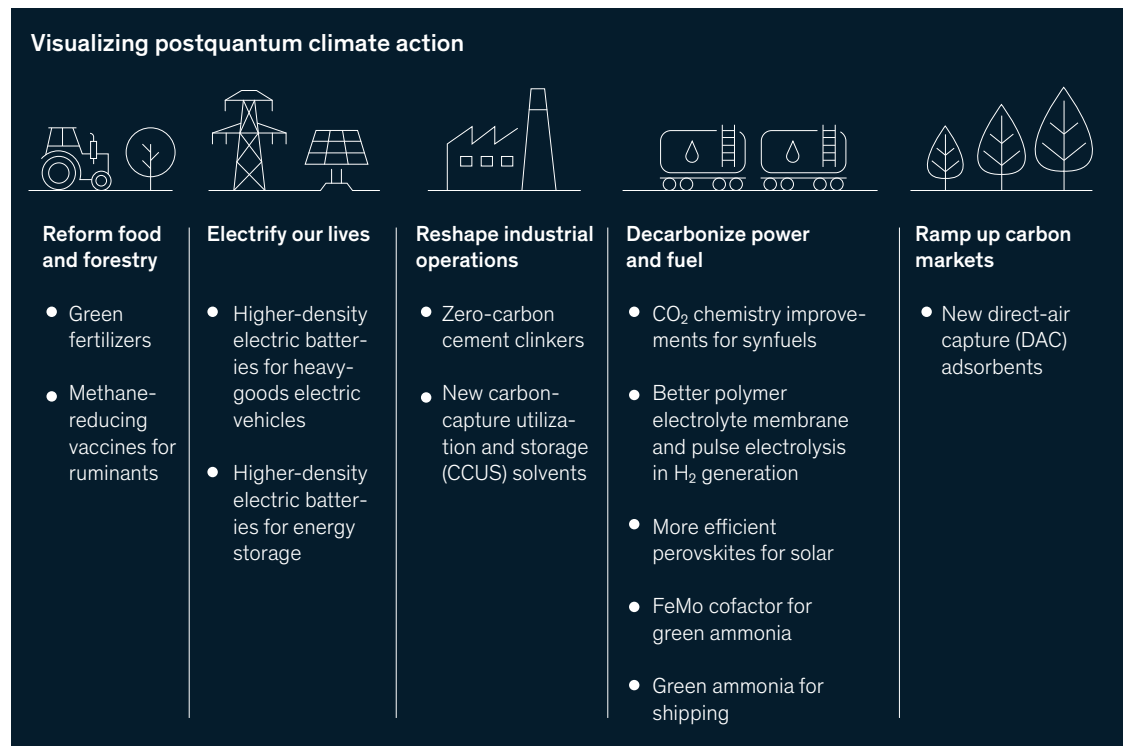 Visualizing postquantum climate action
Reform food
and forestry
• Green
fertilizers
• Methane-
reducing
vaccines for
ruminants
Electrify our lives
• Higher-density
electric batter-
ies for heavy-
goods electric
vehicles
• Higher-density
electric batter-
ies for energy
storage
Reshape industrial
operations
• Zero-carbon
cement clinkers
• New carbon-
capture utiliza-
tion and storage
(CCUS) solvents
Decarbonize power
and fuel
• CO₂ chemistry improve-
ments for synfuels
• Better polymer
electrolyte membrane
and pulse electrolysis
in H₂ generation
• More efficient
perovskites for solar
• FeMo cofactor for
green ammonia
• Green ammonia for
shipping
Ramp up carbon
markets
• New direct-air
capture (DAC)
adsorbents